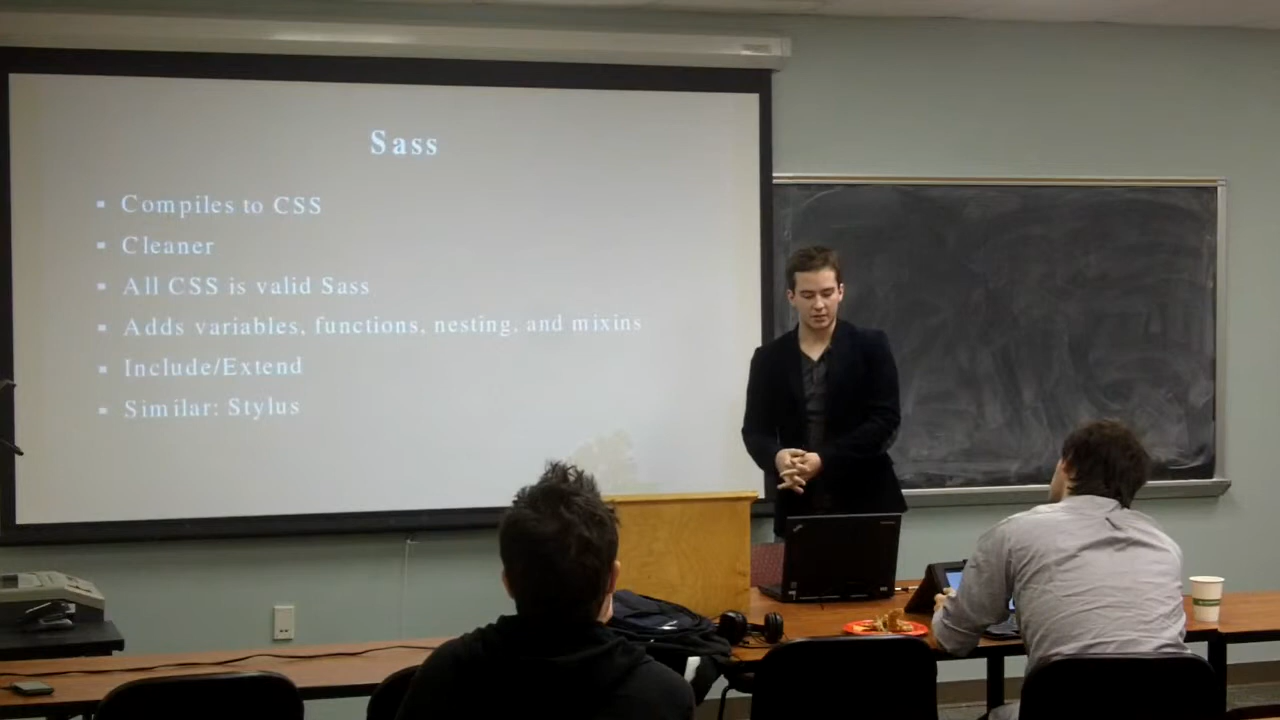 Sass
Compiles to CSS
Cleaner
All CSS is valid Sass
Adds variables, functions, nesting, and mixins
Include/Extend
Similar: Stylus